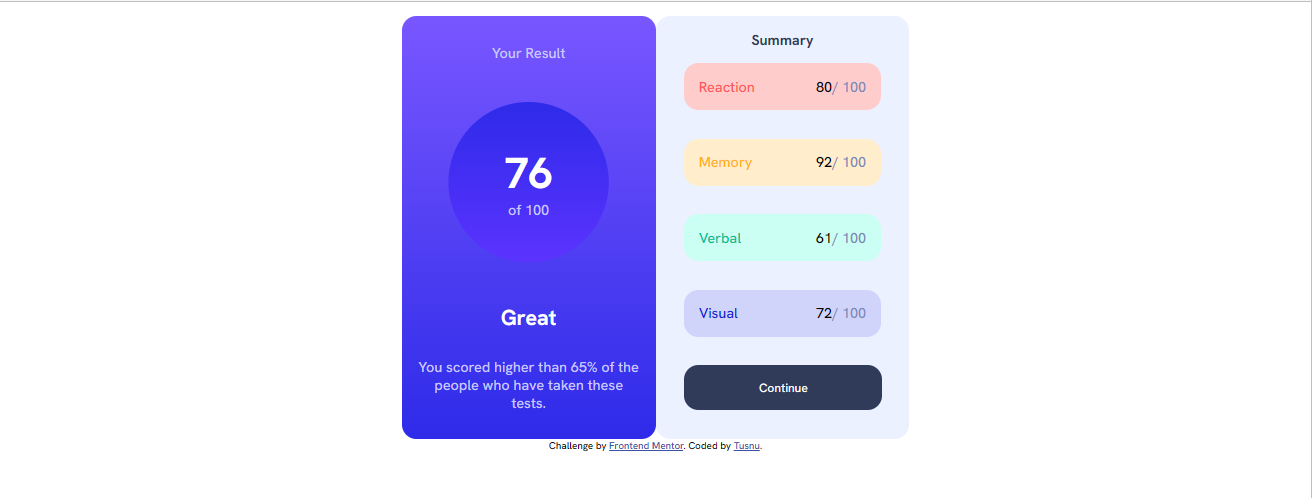 Your Result
76
of 100
Great
You scored higher than 65% of the
people who have taken these
tests.
Summary
Reaction 80/ 100
Memory 92/ 100
Verbal 61/ 100
Visual 72/ 100
Continue
Challenge by Frontend Mentor. Coded by Tusnu.